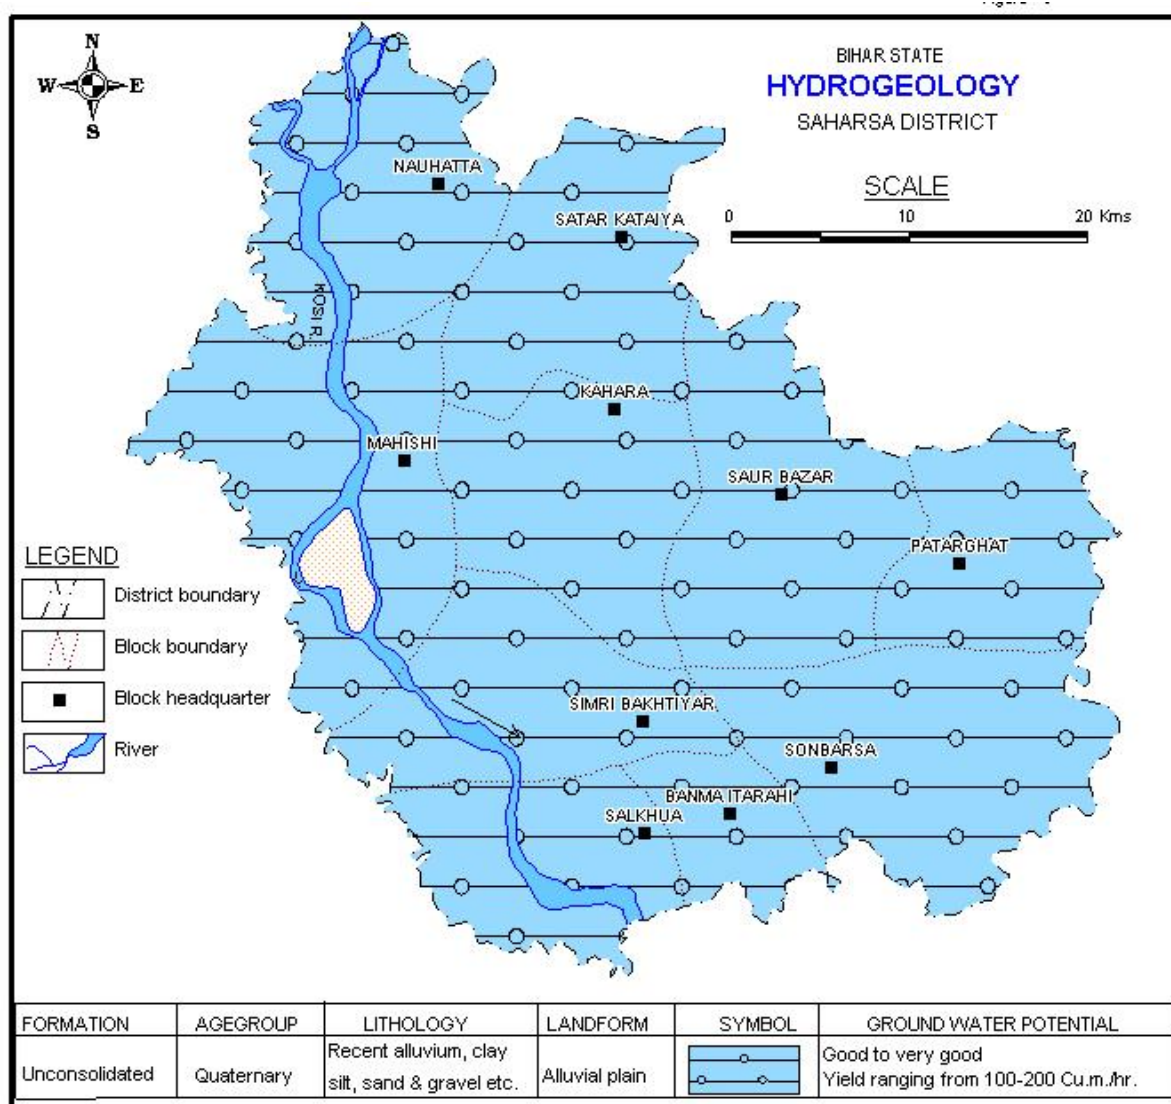 N
W E
S
BIHAR STATE
HYDROGEOLOGY
SAHARSA DISTRICT
SCALE
0 10 20 Kms
NAUHATTA
SATAR KATAIYA
KOSI R.
KAHARA
MAHISHI
SAUR BAZAR
PATARGHAT
SIMRI BAKHTIYAR
SONBARSA
BANMA ITARAHI
SALKHUA
LEGEND
District boundary
Block boundary
Block headquarter
River
FORMATION AGEGROUP LITHOLOGY LANDFORM SYMBOL GROUND WATER POTENTIAL
Unconsolidated Quaternary Recent alluvium, clay Alluvial plain Good to very good
silt, sand & gravel etc. Yield ranging from 100-200 Cu.m./hr.